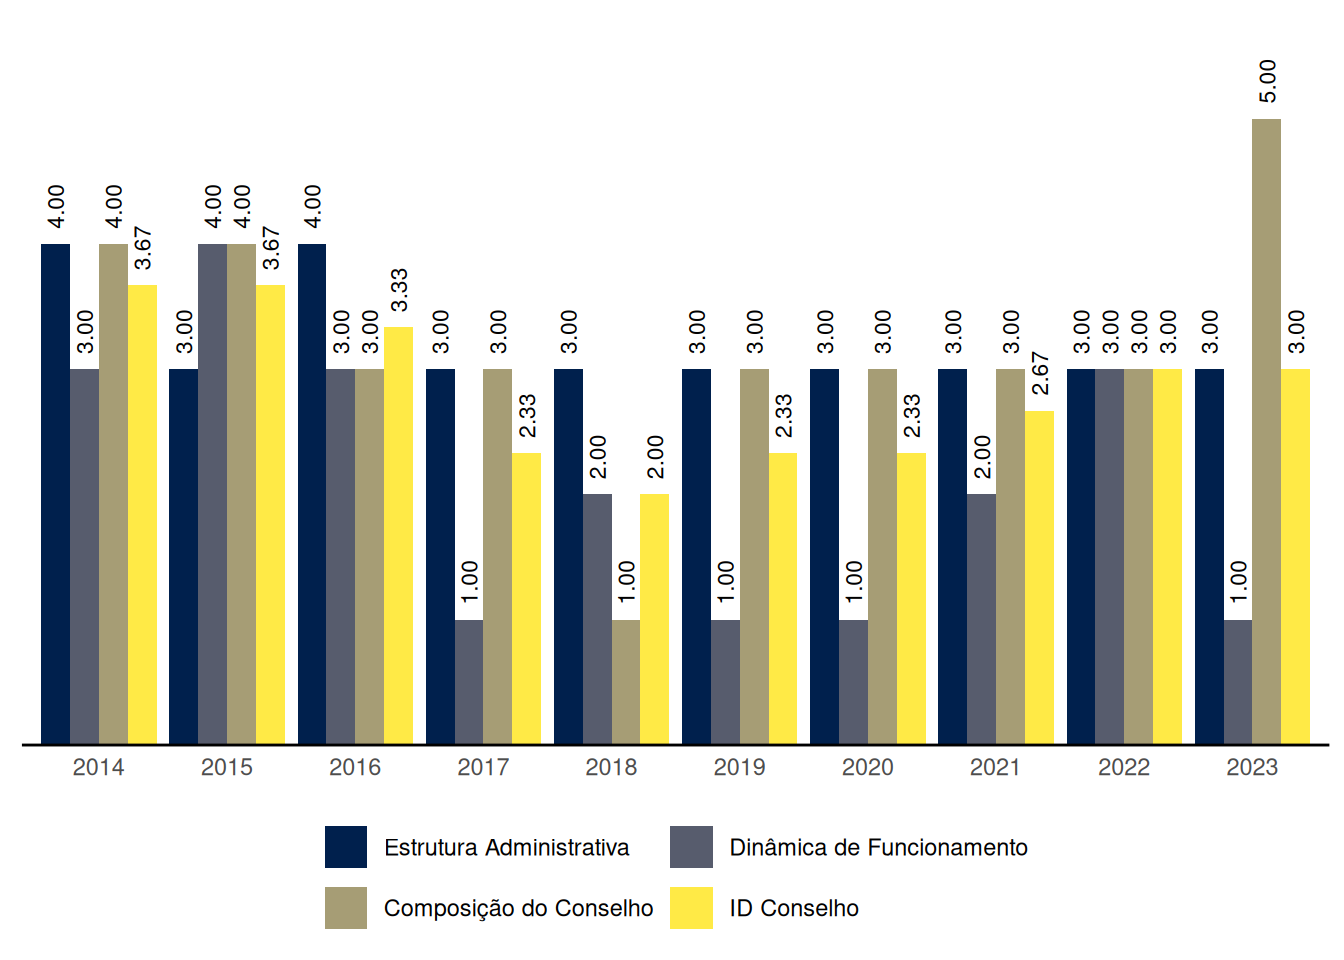 5.00
4.00 4.00 4.00 4.00 4.00
3.67 3.67
3.33
3.00 3.00 3.00 3.00 3.00 3.00 3.00 3.00 3.00 3.00 3.00 3.00 3.00 3.00 3.00 3.00 3.00 3.00 3.00
2.67
2.33 2.33 2.33
2.00 2.00 2.00
1.00 1.00 1.00 1.00 1.00
2014 2015 2016 2017 2018 2019 2020 2021 2022 2023
Estrutura Administrativa Dinâmica de Funcionamento
Composição do Conselho ID Conselho